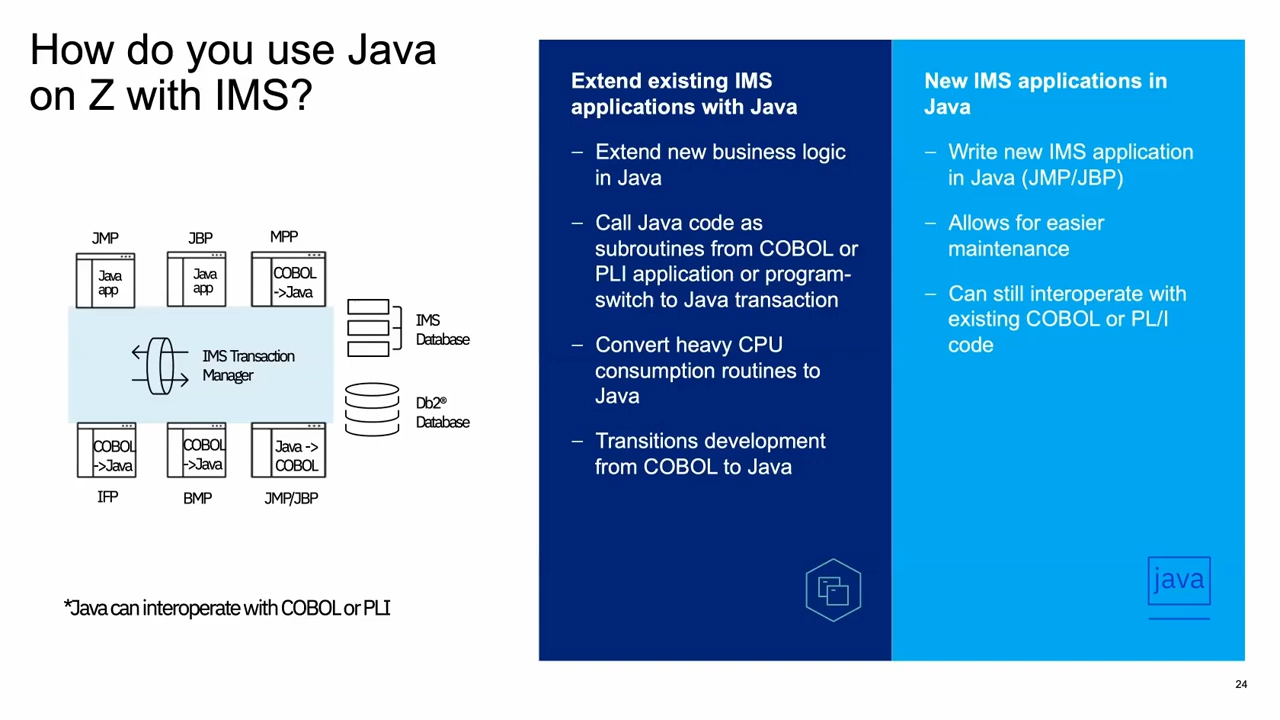 How do you use Java
on Z with IMS?
JMP
JBP
MPP
Java
app
Java
app
COBOL
->Java
IMS Transaction
Manager
IMS
Database
Db2®
Database
COBOL
->Java
COBOL
->Java
Java ->
COBOL
IFP
BMP
JMP/JBP
*Java can interoperate with COBOL or PLI
Extend existing IMS
applications with Java
– Extend new business logic
in Java
– Call Java code as
subroutines from COBOL or
PLI application or program-
switch to Java transaction
– Convert heavy CPU
consumption routines to
Java
– Transitions development
from COBOL to Java
New IMS applications in
Java
– Write new IMS application
in Java (JMP/JBP)
– Allows for easier
maintenance
– Can still interoperate with
existing COBOL or PL/I
code
java
24